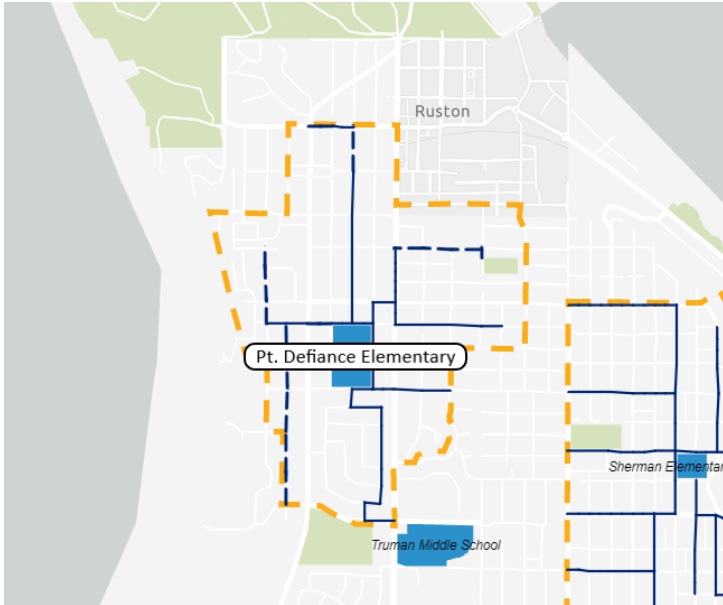 Ruston
Pt. Defiance Elementary
Sherman Elementar
Truman Middle School